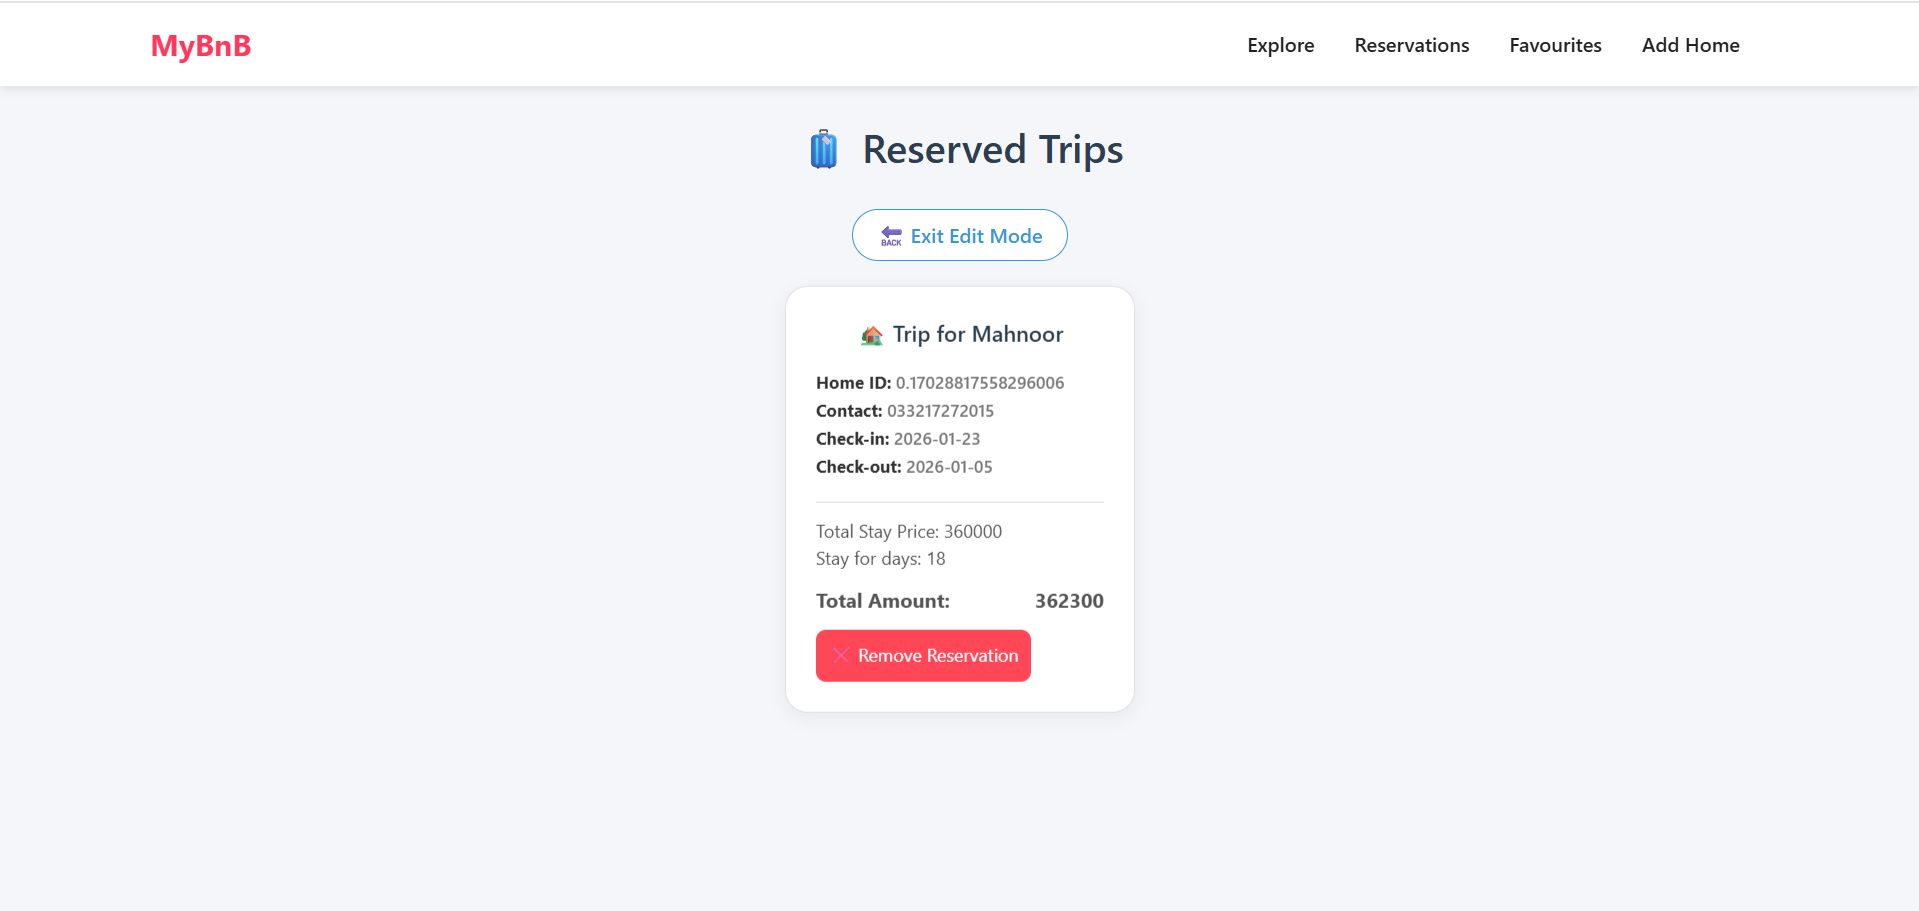 MyBnB
Explore Reservations Favourites Add Home
Reserved Trips
BACK Exit Edit Mode
Trip for Mahnoor
Home ID: 0.17028817558296006
Contact: 033217272015
Check-in: 2026-01-23
Check-out: 2026-01-05
Total Stay Price: 360000
Stay for days: 18
Total Amount: 362300
Remove Reservation